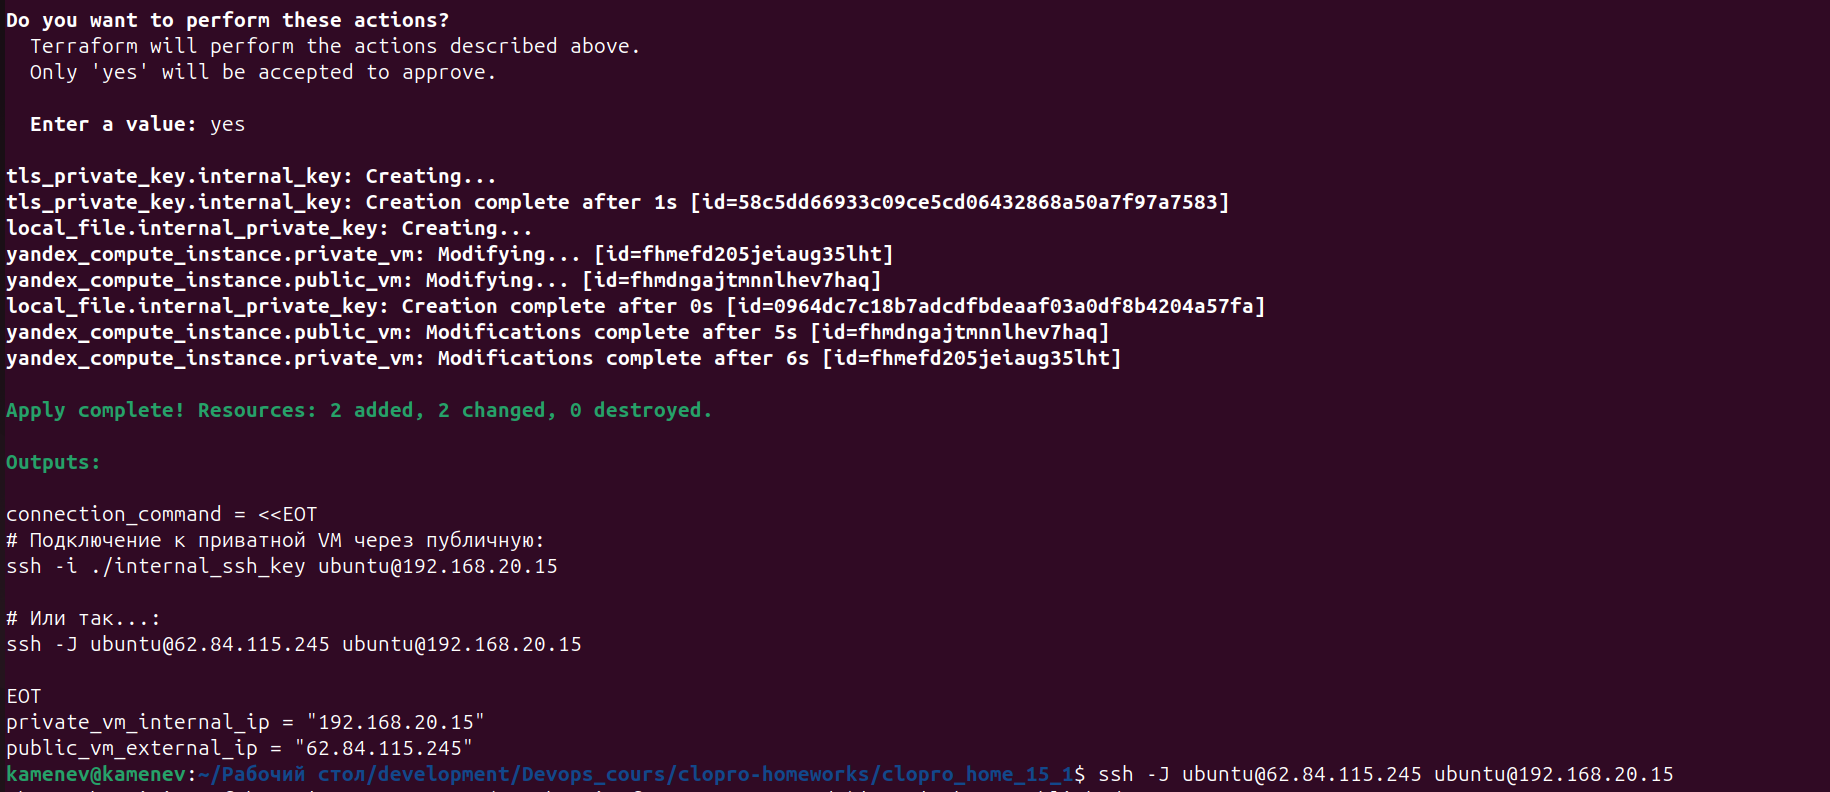 Do you want to perform these actions?
Terraform will perform the actions described above.
Only 'yes' will be accepted to approve.
Enter a value: yes
tls_private_key.internal_key: Creating...
tls_private_key.internal_key: Creation complete after 1s [id=58c5dd66933c09ce5cd06432868a50a7f97a7583]
local_file.internal_private_key: Creating...
yandex_compute_instance.private_vm: Modifying... [id=fhmefd205jeiaug35lht]
yandex_compute_instance.public_vm: Modifying... [id=fhmdngajtmnnlhev7haq]
local_file.internal_private_key: Creation complete after 0s [id=0964dc7c18b7adcdfbdeaaf03a0df8b4204a57fa]
yandex_compute_instance.public_vm: Modifications complete after 5s [id=fhmdngajtmnnlhev7haq]
yandex_compute_instance.private_vm: Modifications complete after 6s [id=fhmefd205jeiaug35lht]
Apply complete! Resources: 2 added, 2 changed, 0 destroyed.
Outputs:
connection_command = <<EOT
# Подключение к приватной VM через публичную:
ssh -i ./internal_ssh_key ubuntu@192.168.20.15
# Или так...:
ssh -J ubuntu@62.84.115.245 ubuntu@192.168.20.15
EOT
private_vm_internal_ip = "192.168.20.15"
public_vm_external_ip = "62.84.115.245"
kamenev@kamenev:~/Рабочий стол/development/Devops_cours/clopro-homeworks/clopro_home_15_1$ ssh -J ubuntu@62.84.115.245 ubuntu@192.168.20.15